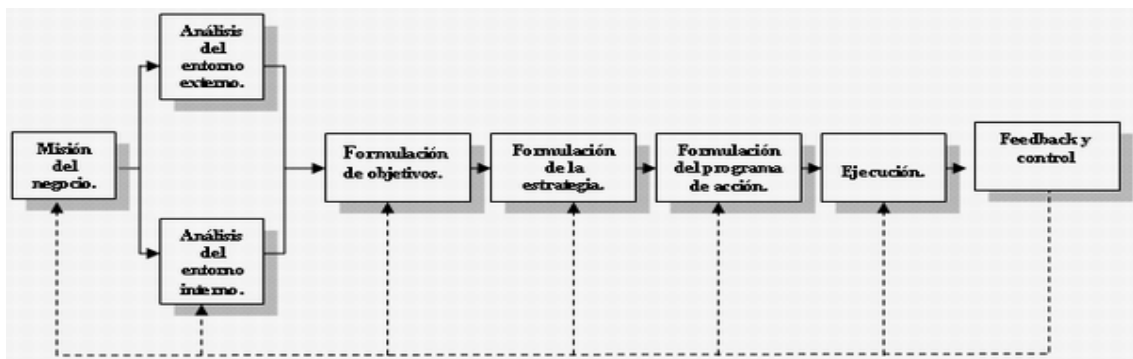 Misión
del
negocio.
Análisis
del
entorno
externo.
Análisis
del
entorno
interno.
Formulación
de objetivos.
Formulación
de la
estrategia.
Formulación
del programa
de acción.
Ejecución.
Feedback y
control